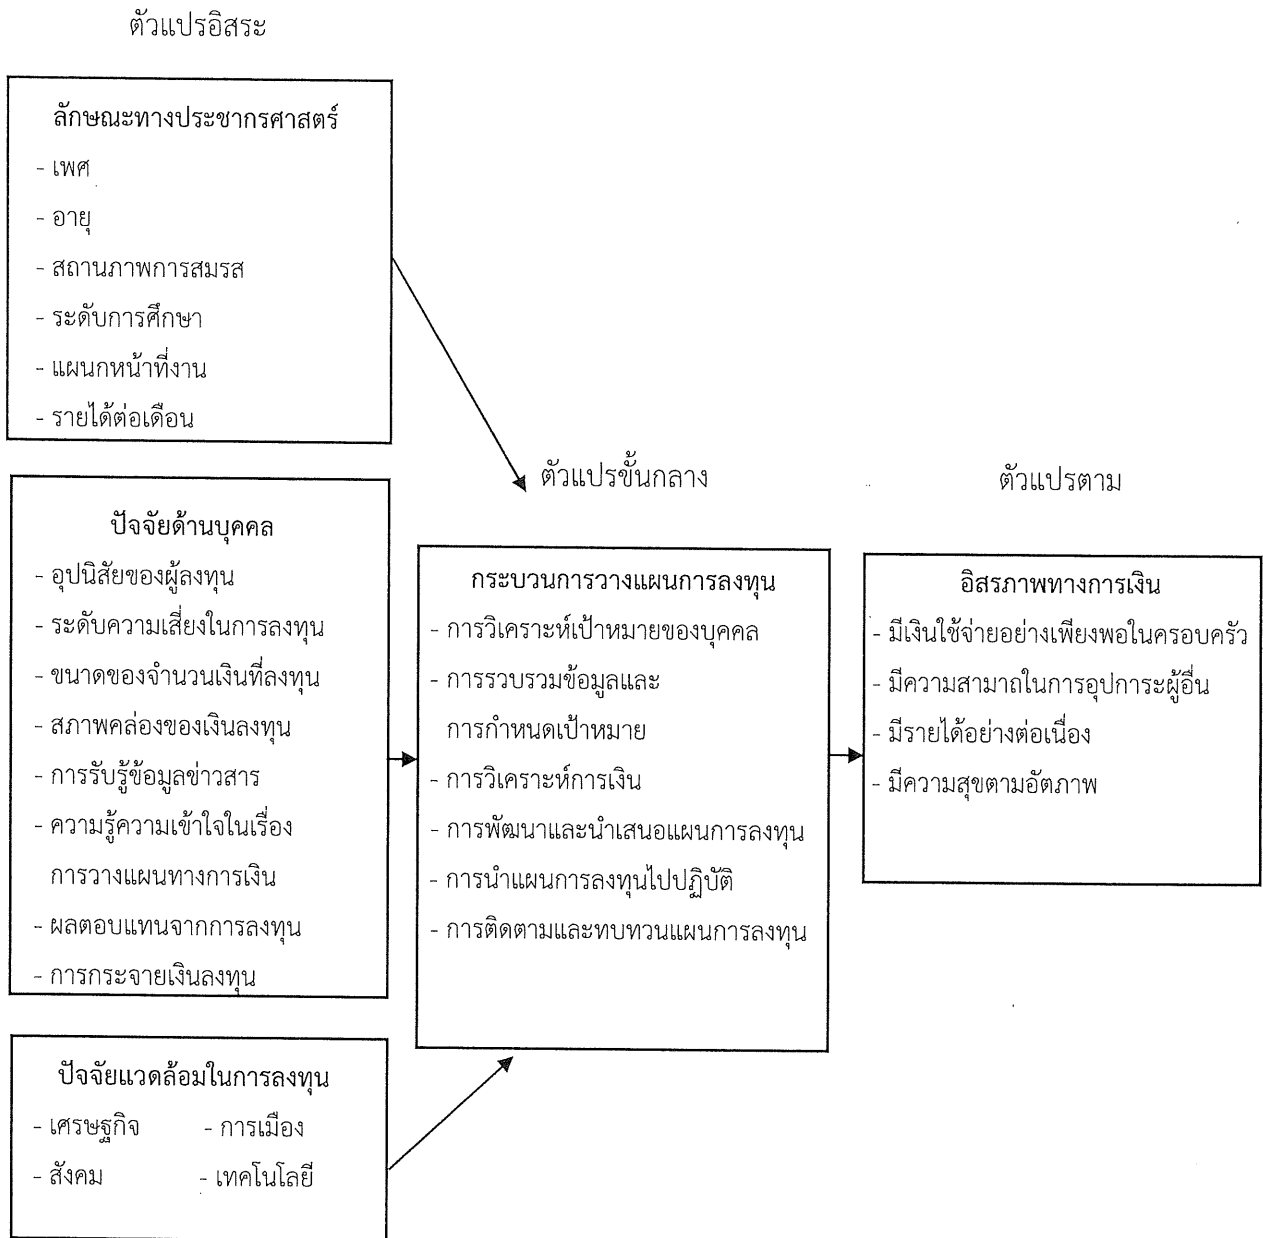 ตัวแปรอิสระ
ลักษณะทางประชากรศาสตร์
- เพศ
- อายุ
- สถานภาพการสมรส
- ระดับการศึกษา
- แผนกหน้าที่งาน
- รายได้ต่อเดือน
ปัจจัยด้านบุคคล
- อุปนิสัยของผู้ลงทุน
- ระดับความเสี่ยงในการลงทุน
- ขนาดของจำนวนเงินที่ลงทุน
- สภาพคล่องของเงินลงทุน
- การรับรู้ข้อมูลข่าวสาร
- ความรู้ความเข้าใจในเรื่อง
การวางแผนทางการเงิน
- ผลตอบแทนจากการลงทุน
- การกระจายเงินลงทุน
ปัจจัยแวดล้อมในการลงทุน
- เศรษฐกิจ - การเมือง
- สังคม - เทคโนโลยี
ตัวแปรขั้นกลาง
กระบวนการวางแผนการลงทุน
- การวิเคราะห์เป้าหมายของบุคคล
- การรวบรวมข้อมูลและ
การกำหนดเป้าหมาย
- การวิเคราะห์การเงิน
- การพัฒนาและนำเสนอแผนการลงทุน
- การนำแผนการลงทุนไปปฏิบัติ
- การติดตามและทบทวนแผนการลงทุน
ตัวแปรตาม
อิสรภาพทางการเงิน
- มีเงินใช้จ่ายอย่างเพียงพอในครอบครัว
- มีความสามาถในการอุปการะผู้อื่น
- มีรายได้อย่างต่อเนื่อง
- มีความสุขตามอัตภาพ